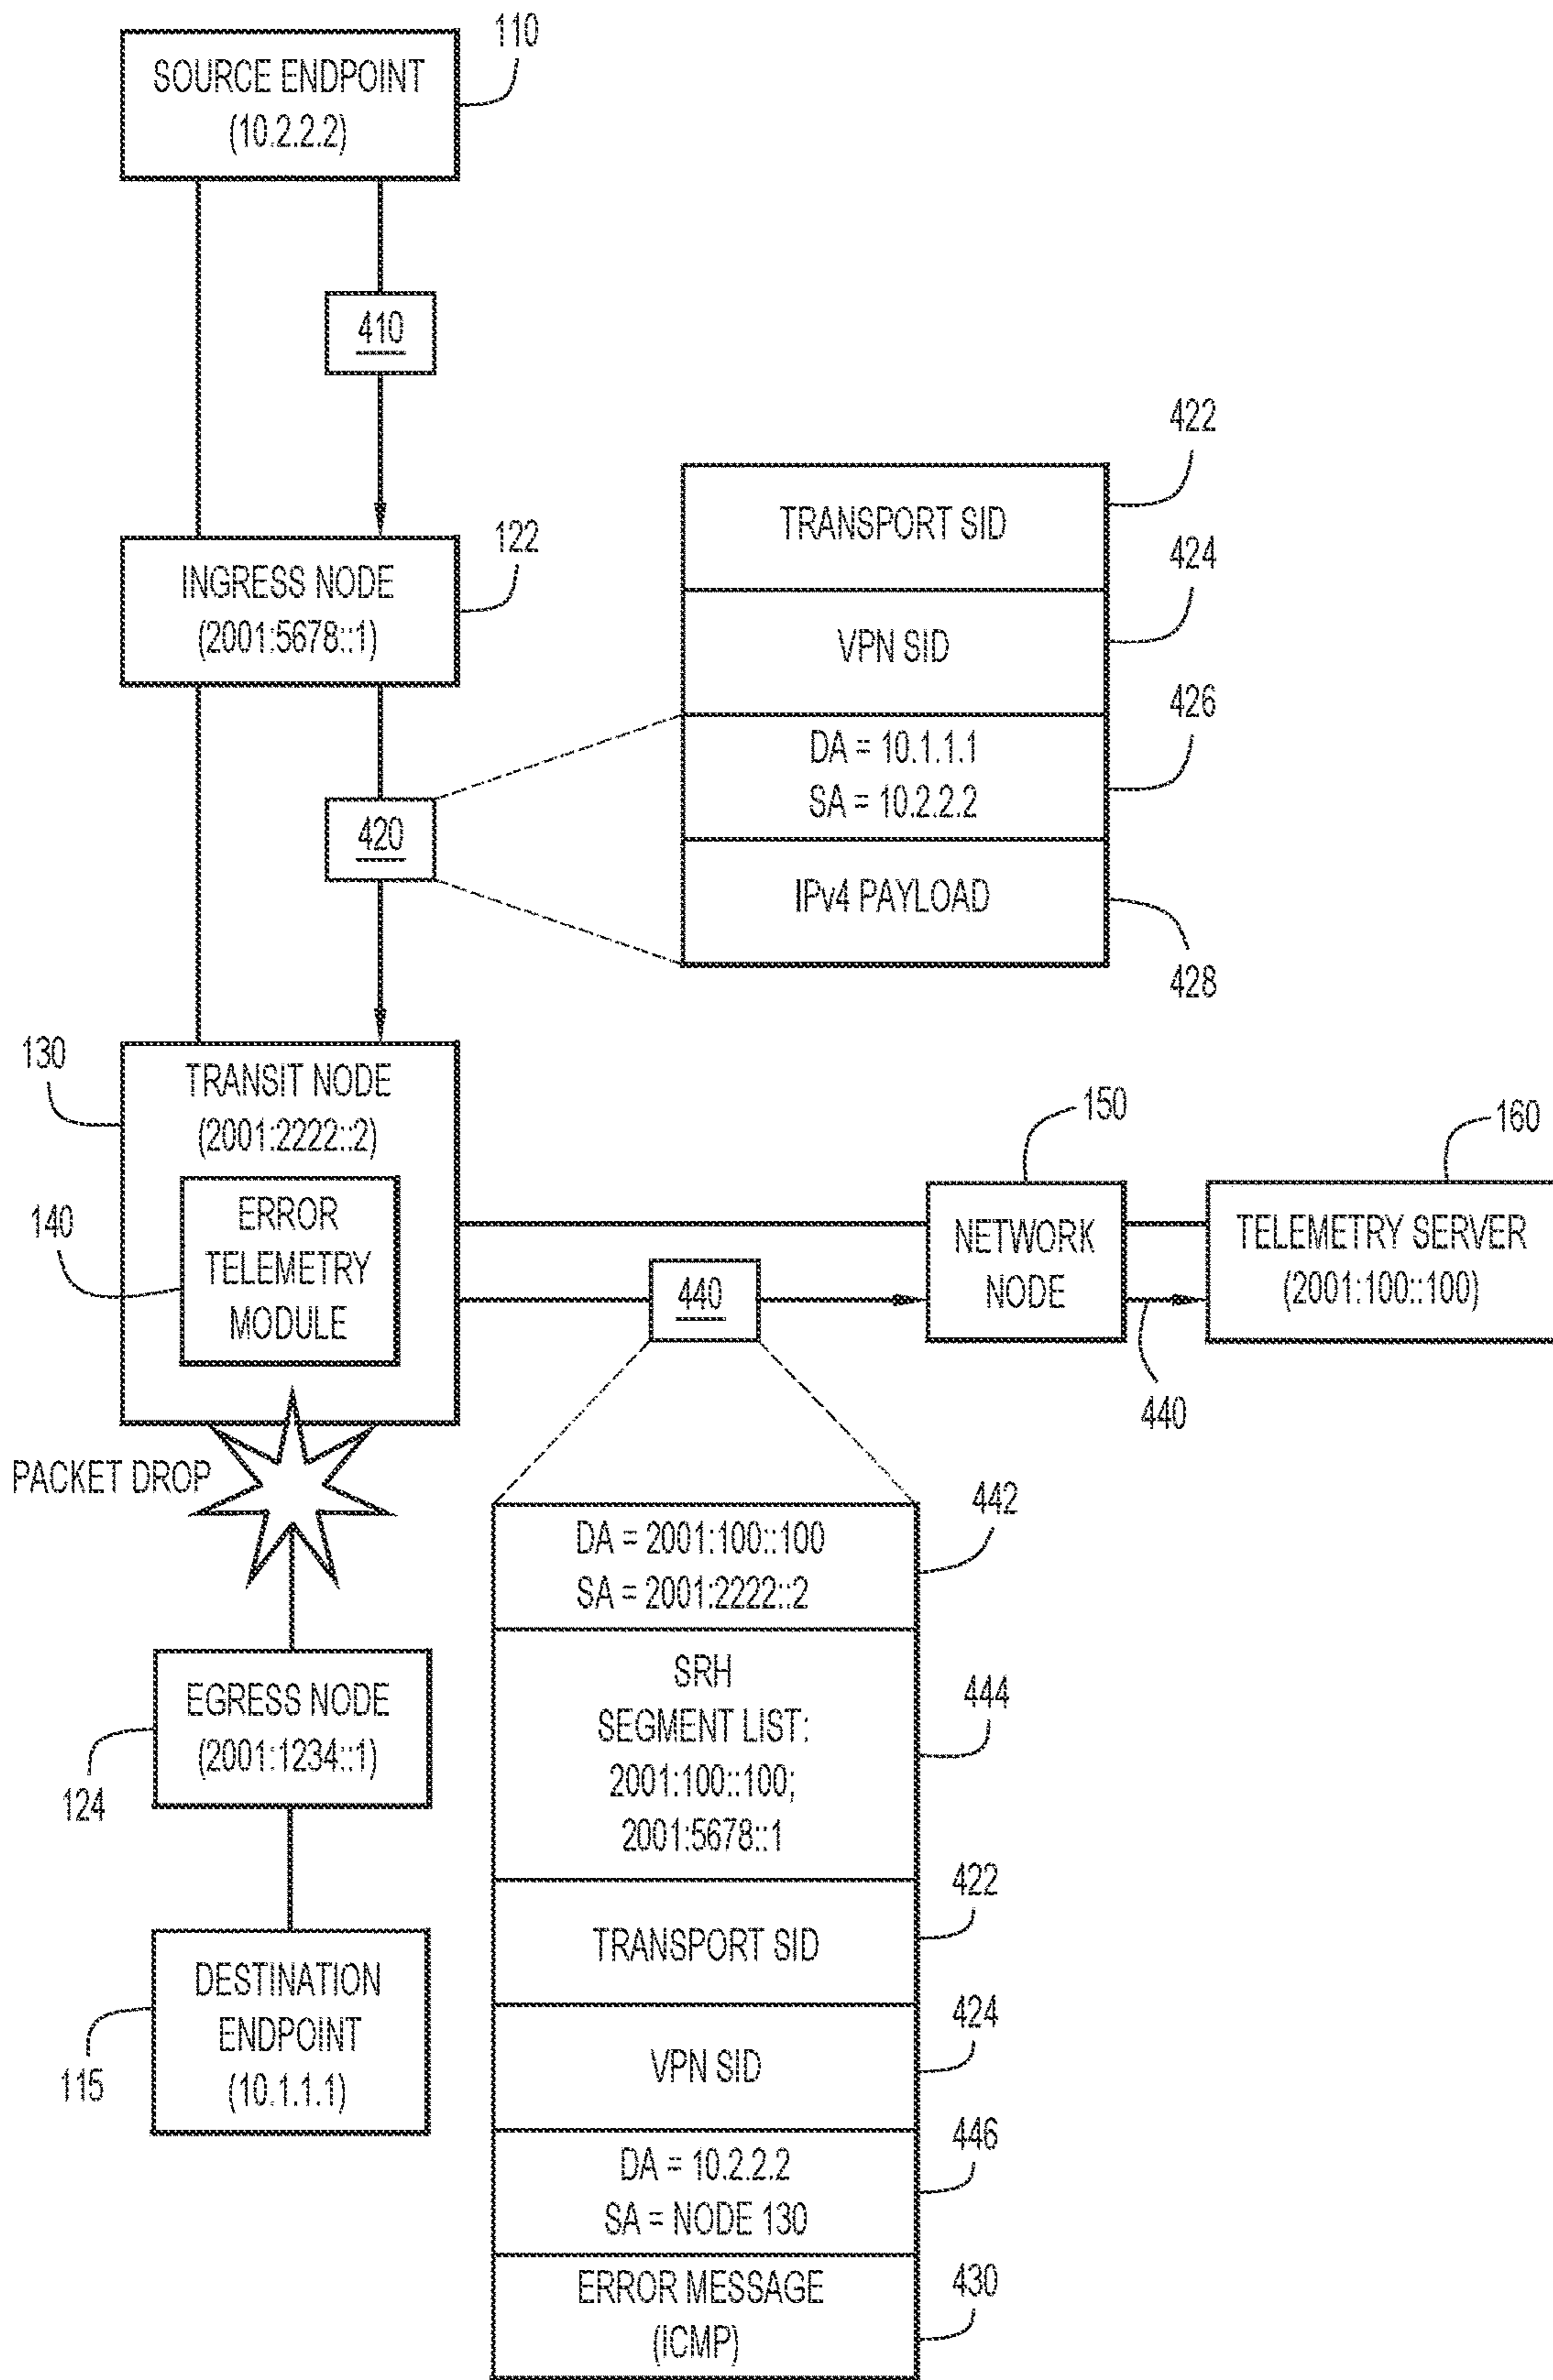 110
SOURCE ENDPOINT
(10.2.2.2)
410
422
TRANSPORT SID
122
INGRESS NODE
(2001:5678::1)
424
VPN SID
426
DA = 10.1.1.1
SA = 10.2.2.2
420
IPv4 PAYLOAD
428
130
TRANSIT NODE
(2001:2222::2)
140
ERROR
TELEMETRY
MODULE
150
NETWORK
NODE
160
TELEMETRY SERVER
(2001:100::100)
440
440
PACKET DROP
442
DA = 2001:100::100
SA = 2001:2222::2
EGRESS NODE
(2001:1234::1)
124
444
SRH
SEGMENT LIST:
2001:100::100;
2001:5678::1
422
TRANSPORT SID
DESTINATION
ENDPOINT
(10.1.1.1)
115
424
VPN SID
446
DA = 10.2.2.2
SA = NODE 130
430
ERROR MESSAGE
(ICMP)